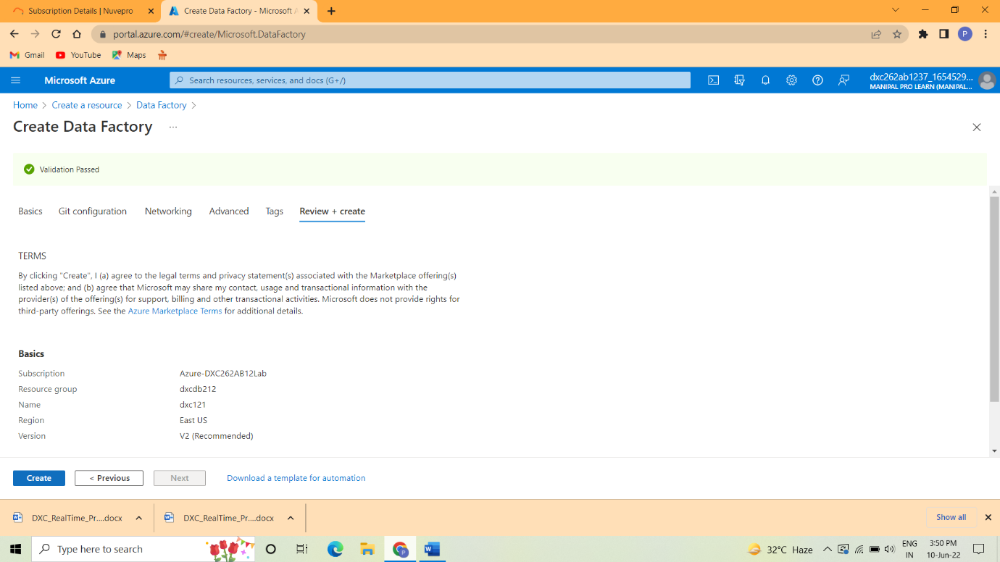 Subscription Details | Nuvepro
Create Data Factory - Microsoft A
portal.azure.com/#create/Microsoft.DataFactory
P
Gmail
YouTube
Maps
Microsoft Azure
Search resources, services, and docs (G+/)
dxc262ab1237_1654529...
MANIPAL PRO LEARN (MANIPAL...
Home > Create a resource > Data Factory >
Create Data Factory ...
Validation Passed
Basics Git configuration Networking Advanced Tags Review + create
TERMS
By clicking "Create", I (a) agree to the legal terms and privacy statement(s) associated with the Marketplace offering(s)
listed above; and (b) agree that Microsoft may share my contact, usage and transactional information with the
provider(s) of the offering(s) for support, billing and other transactional activities. Microsoft does not provide rights for
third-party offerings. See the Azure Marketplace Terms for additional details.
Basics
Subscription Azure-DXC262AB12Lab
Resource group dxcdb212
Name dxc121
Region East US
Version V2 (Recommended)
Create < Previous Next Download a template for automation
DXC_RealTime_Pr....docx DXC_RealTime_Pr....docx Show all
Type here to search
32°C Haze
ENG
IN
3:50 PM
10-Jun-22